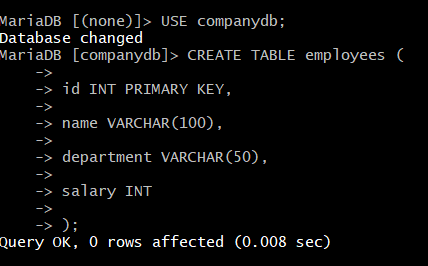 MariaDB [(none)]> USE companydb;
Database changed
MariaDB [companydb]> CREATE TABLE employees (
    ->
    -> id INT PRIMARY KEY,
    ->
    -> name VARCHAR(100),
    ->
    -> department VARCHAR(50),
    ->
    -> salary INT
    ->
    -> );
Query OK, 0 rows affected (0.008 sec)